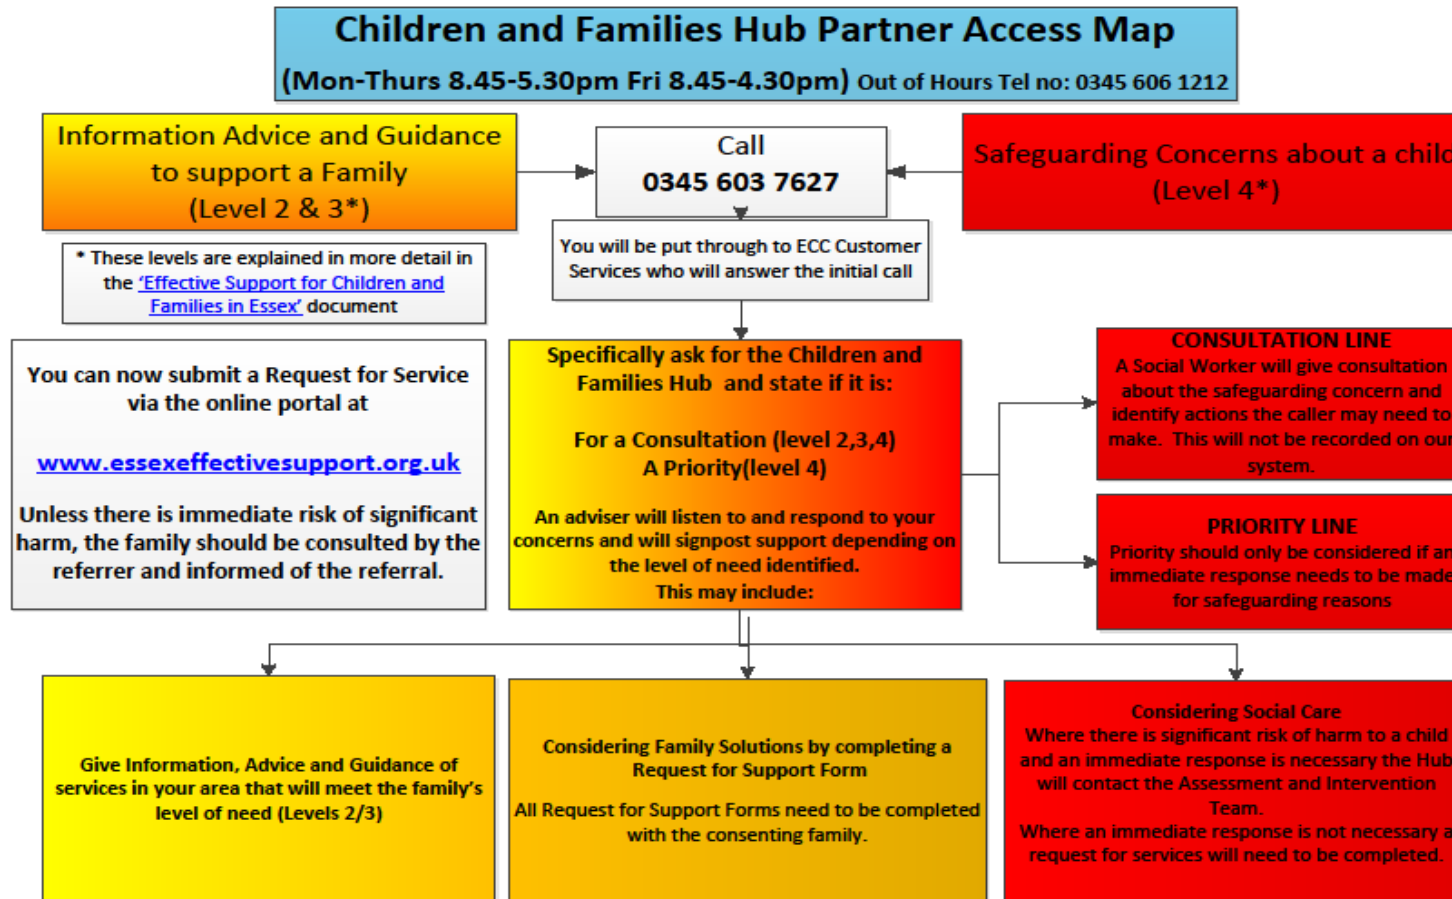 Children and Families Hub Partner Access Map
(Mon-Thurs 8.45-5.30pm Fri 8.45-4.30pm) Out of Hours Tel no: 0345 606 1212
Information Advice and Guidance
to support a Family
(Level 2 & 3*)
Call
0345 603 7627
Safeguarding Concerns about a child
(Level 4*)
* These levels are explained in more detail in
the 'Effective Support for Children and
Families in Essex' document
You will be put through to ECC Customer
Services who will answer the initial call
You can now submit a Request for Service
via the online portal at
www.essexeffectivesupport.org.uk
Unless there is immediate risk of significant
harm, the family should be consulted by the
referrer and informed of the referral.
Specifically ask for the Children and
Families Hub and state if it is:
For a Consultation (level 2,3,4)
A Priority(level 4)
An adviser will listen to and respond to your
concerns and will signpost support depending on
the level of need identified.
This may include:
CONSULTATION LINE
A Social Worker will give consultation
about the safeguarding concern and
identify actions the caller may need to
make. This will not be recorded on our
system.
PRIORITY LINE
Priority should only be considered if an
immediate response needs to be made
for safeguarding reasons
Give Information, Advice and Guidance of
services in your area that will meet the family's
level of need (Levels 2/3)
Considering Family Solutions by completing a
Request for Support Form
All Request for Support Forms need to be completed
with the consenting family.
Considering Social Care
Where there is significant risk of harm to a child
and an immediate response is necessary the Hub
will contact the Assessment and Intervention
Team.
Where an immediate response is not necessary a
request for services will need to be completed.